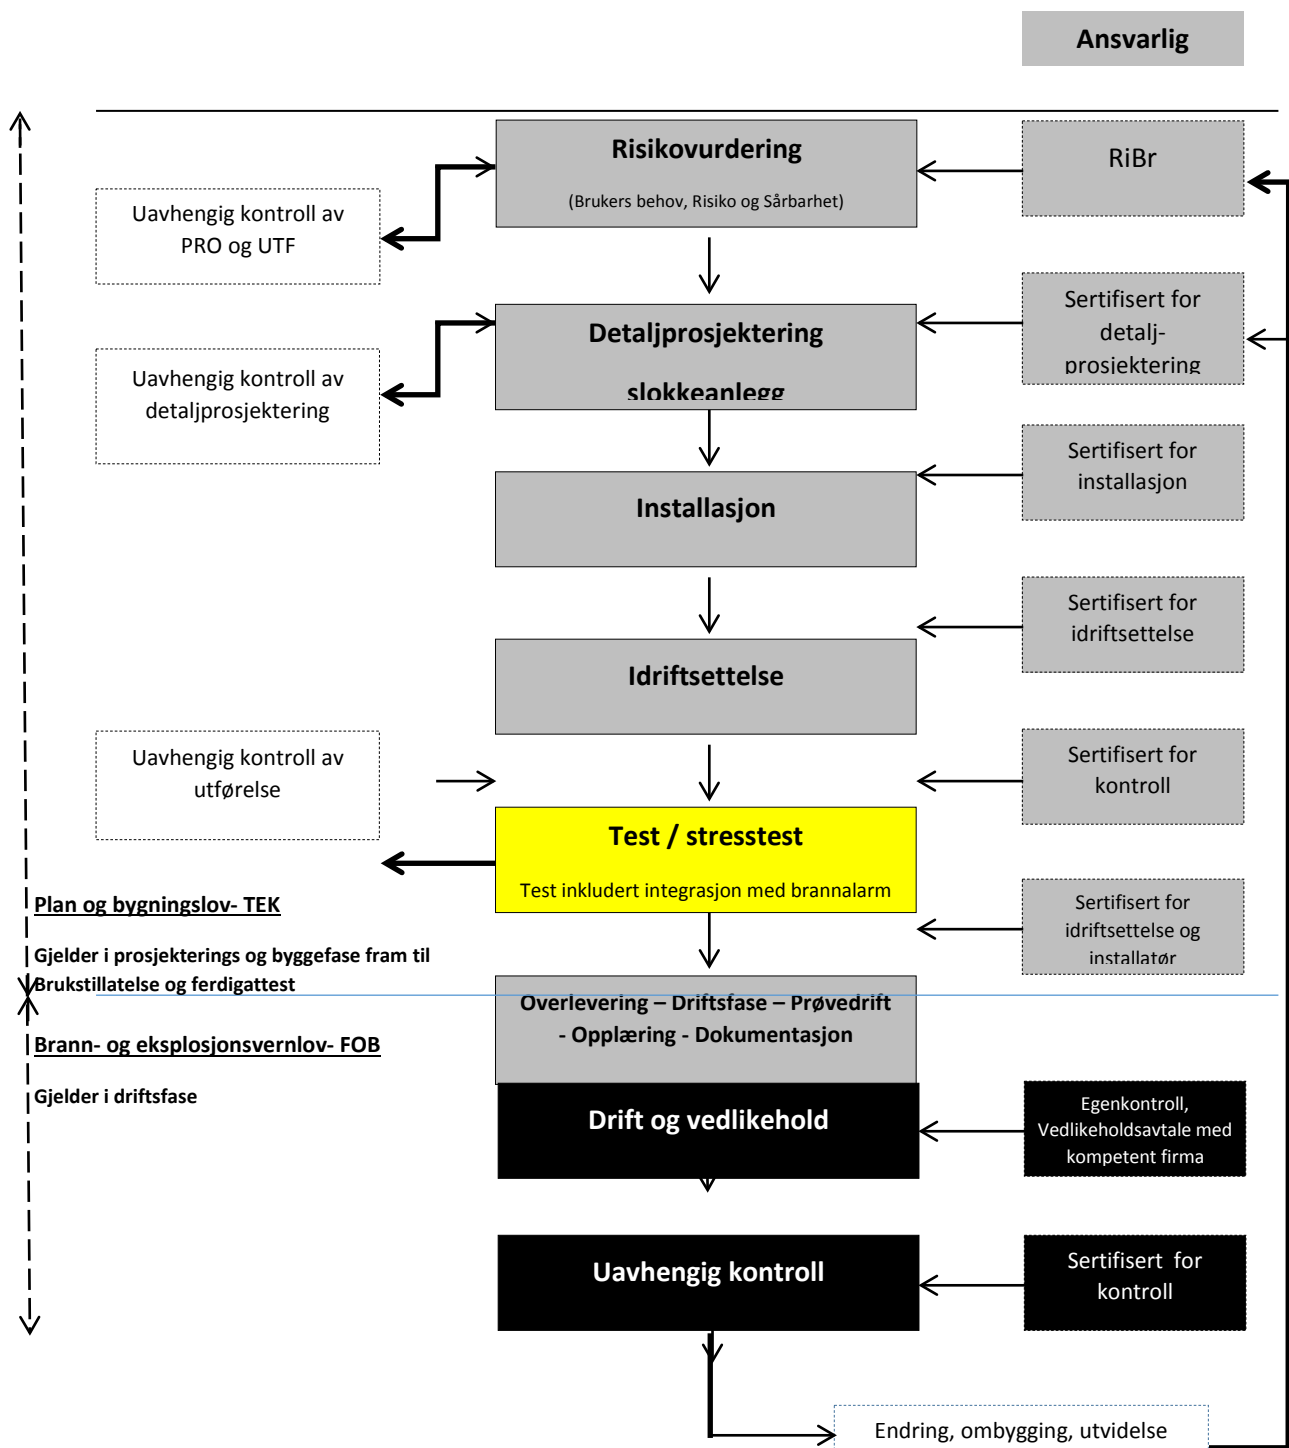 Ansvarlig
Risikovurdering
(Brukers behov, Risiko og Sårbarhet)
RiBr
Uavhengig kontroll av
PRO og UTF
Detaljprosjektering
slokkeanlegg
Sertifisert for
detalj-
prosjektering
Uavhengig kontroll av
detaljprosjektering
Installasjon
Sertifisert for
installasjon
Idriftsettelse
Sertifisert for
idriftsettelse
Uavhengig kontroll av
utførelse
Sertifisert for
kontroll
Test / stresstest
Test inkludert integrasjon med brannalarm
Plan og bygningslov- TEK
Gjelder i prosjekterings og byggefase fram til
Brukstillatelse og ferdigattest
Sertifisert for
idriftsettelse og
installatør
Overlevering – Driftsfase – Prøvedrift
- Opplæring - Dokumentasjon
Brann- og eksplosjonsvernlov- FOB
Gjelder i driftsfase
Drift og vedlikehold
Egenkontroll,
Vedlikeholdsavtale med
kompetent firma
Uavhengig kontroll
Sertifisert for
kontroll
Endring, ombygging, utvidelse